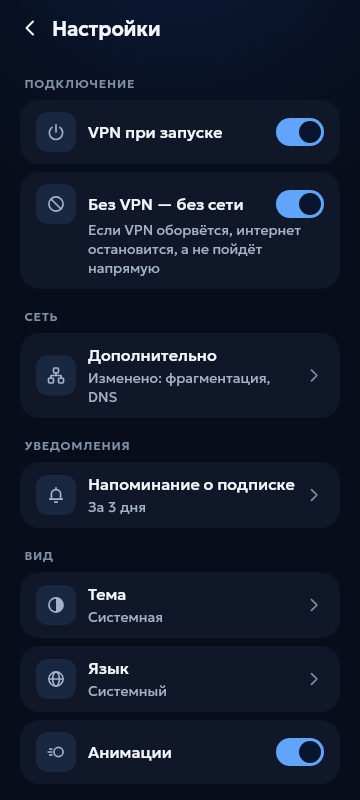 Настройки
ПОДКЛЮЧЕНИЕ
VPN при запуске
Без VPN — без сети
Если VPN оборвётся, интернет
остановится, а не пойдёт
напрямую
СЕТЬ
Дополнительно
Изменено: фрагментация,
DNS
УВЕДОМЛЕНИЯ
Напоминание о подписке
За 3 дня
ВИД
Тема
Системная
Язык
Системный
Анимации